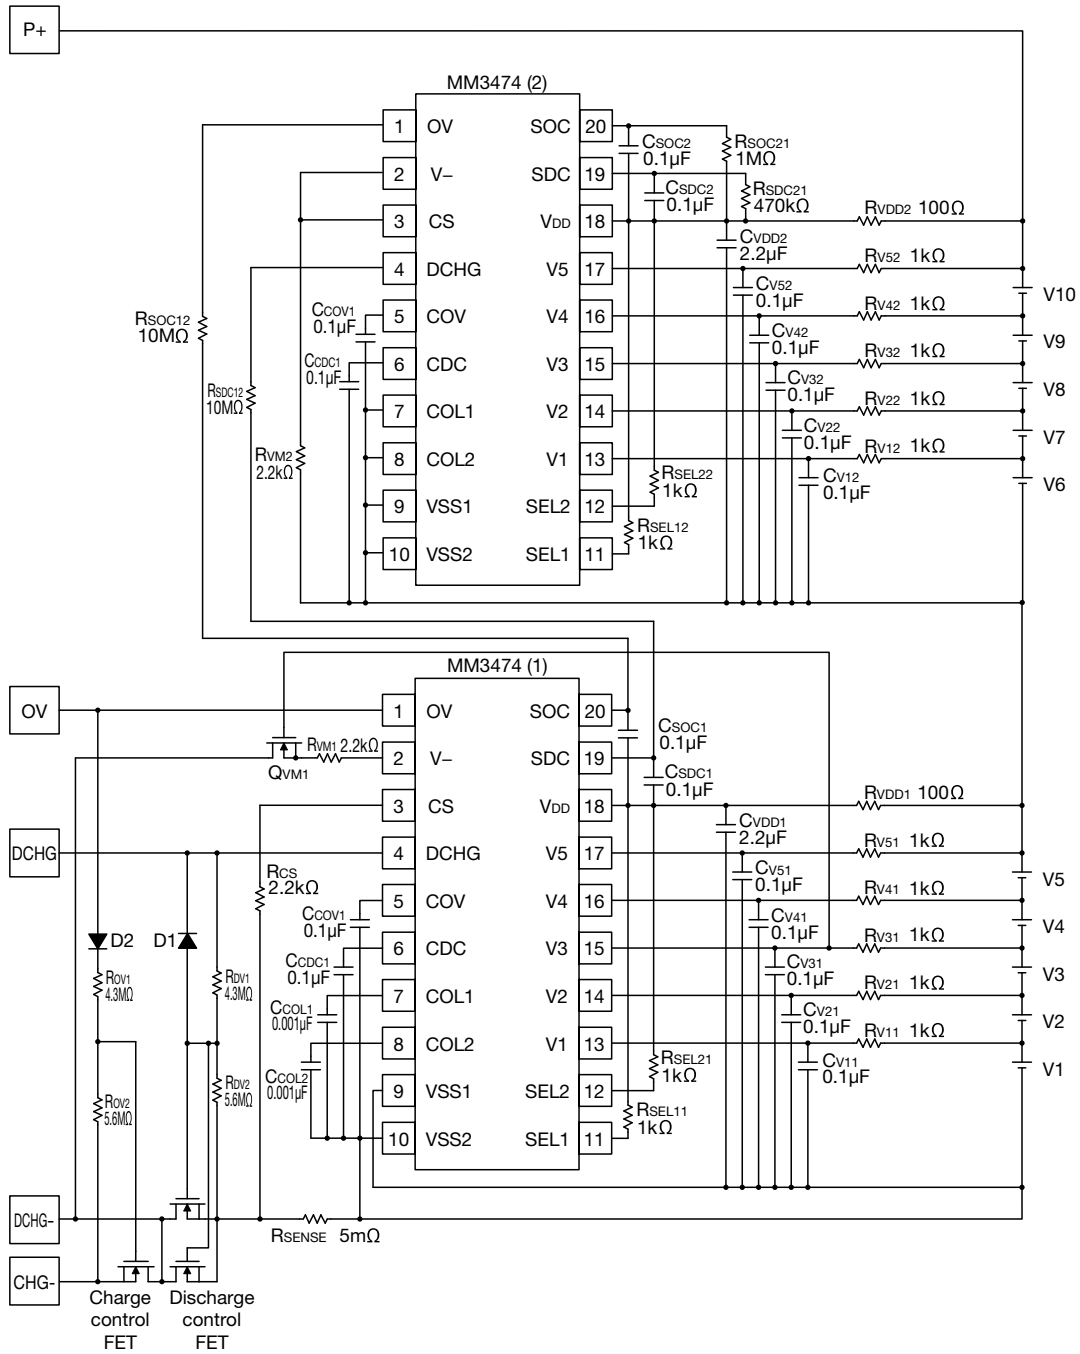 P+
MM3474 (2)
1 OV SOC 20
2 V– SDC 19
3 CS VDD 18
4 DCHG V5 17
5 COV V4 16
6 CDC V3 15
7 COL1 V2 14
8 COL2 V1 13
9 VSS1 SEL2 12
10 VSS2 SEL1 11
CSOC2
0.1µF
RSOC21
1MΩ
CSDC2
0.1µF
RSDC21
470kΩ
RVDD2 100Ω
CVDD2
2.2µF
RV52 1kΩ
CV52
0.1µF
RV42 1kΩ
CV42
0.1µF
RV32 1kΩ
CV32
0.1µF
RV22 1kΩ
CV22
0.1µF
RV12 1kΩ
CV12
0.1µF
V10
V9
V8
V7
V6
RSOC12
10MΩ
RSDC12
10MΩ
CCOV1
0.1µF
CCDC1
0.1µF
RVM2
2.2kΩ
RSEL22
1kΩ
RSEL12
1kΩ
MM3474 (1)
OV
DCHG
DCHG-
CHG-
1 OV SOC 20
2 V– SDC 19
3 CS VDD 18
4 DCHG V5 17
5 COV V4 16
6 CDC V3 15
7 COL1 V2 14
8 COL2 V1 13
9 VSS1 SEL2 12
10 VSS2 SEL1 11
QVM1
RVM1 2.2kΩ
CSOC1
0.1µF
CSDC1
0.1µF
RVDD1 100Ω
CVDD1
2.2µF
RV51 1kΩ
CV51
0.1µF
RV41 1kΩ
CV41
0.1µF
RV31 1kΩ
CV31
0.1µF
RV21 1kΩ
CV21
0.1µF
RV11 1kΩ
CV11
0.1µF
V5
V4
V3
V2
V1
RCS
2.2kΩ
CCOV1
0.1µF
CCDC1
0.1µF
CCOL1
0.001µF
CCOL2
0.001µF
D2
D1
ROV1
4.3MΩ
RDV1
4.3MΩ
ROV2
5.6MΩ
RDV2
5.6MΩ
RSEL21
1kΩ
RSEL11
1kΩ
RSENSE 5mΩ
Charge
control
FET
Discharge
control
FET